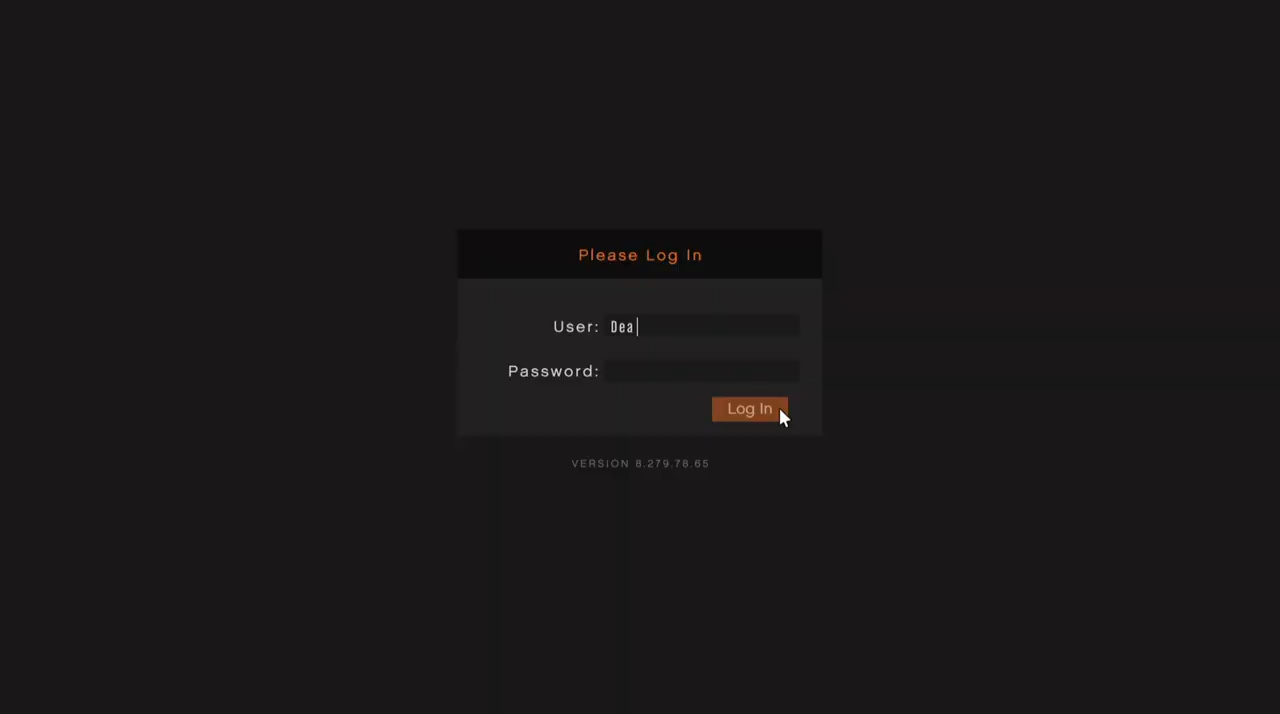 Please Log In
User: Dea
Password:
Log In
VERSION 8.279.78.65